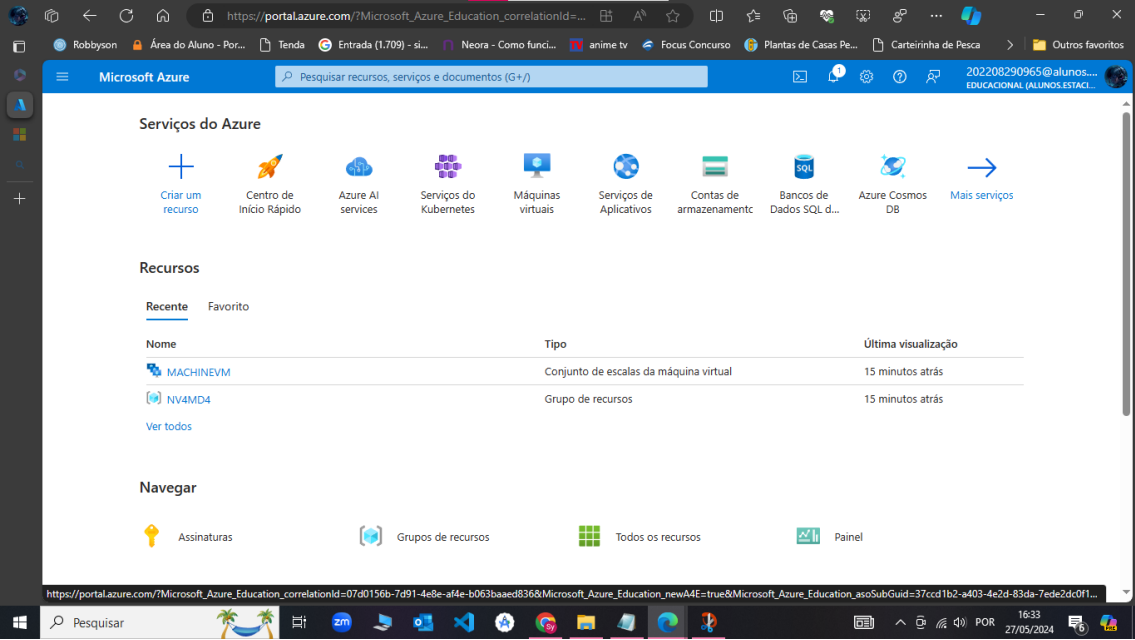 https://portal.azure.com/?Microsoft_Azure_Education_correlationId=...
Robbyson
Área do Aluno - Por...
Tenda
Entrada (1.709) - si...
Neora - Como funci...
anime tv
Focus Concurso
Plantas de Casas Pe...
Carteirinha de Pesca
Outros favoritos
Microsoft Azure
Pesquisar recursos, serviços e documentos (G+/)
1
202208290965@alunos....
EDUCACIONAL (ALUNOS.ESTACI...
Serviços do Azure
Criar um
recurso
Centro de
Início Rápido
Azure AI
services
Serviços do
Kubernetes
Máquinas
virtuais
Serviços de
Aplicativos
Contas de
armazenamento
SQL
Bancos de
Dados SQL d...
Azure Cosmos
DB
Mais serviços
Recursos
Recente
Favorito
Nome
Tipo
Última visualização
MACHINEVM
Conjunto de escalas da máquina virtual
15 minutos atrás
NV4MD4
Grupo de recursos
15 minutos atrás
Ver todos
Navegar
Assinaturas
Grupos de recursos
Todos os recursos
Painel
https://portal.azure.com/?Microsoft_Azure_Education_correlationId=07d0156b-7d91-4e8e-af4e-b063baaed836&Microsoft_Azure_Education_newA4E=true&Microsoft_Azure_Education_asoSubGuid=37ccd1b2-a403-4e2d-83da-7ede2dc0f1...
Pesquisar
zm
Sy
POR
16:33
27/05/2024
6
PRE